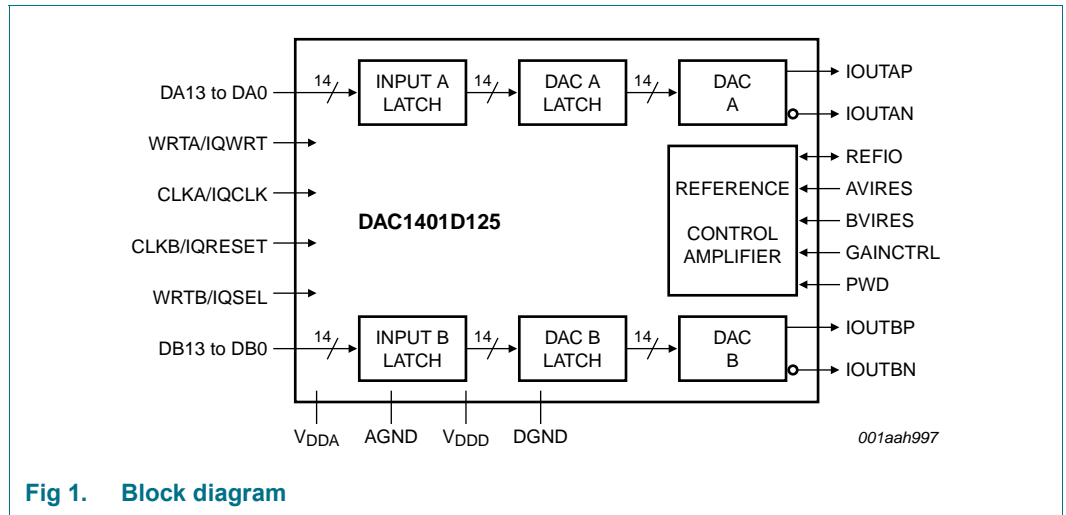 DA13 to DA0
14
INPUT A
LATCH
14
DAC A
LATCH
14
DAC
A
IOUTAP
IOUTAN
WRTA/IQWRT
CLKA/IQCLK
CLKB/IQRESET
WRTB/IQSEL
DAC1401D125
REFERENCE
CONTROL
AMPLIFIER
REFIO
AVIRES
BVIRES
GAINCTRL
PWD
DB13 to DB0
14
INPUT B
LATCH
14
DAC B
LATCH
14
DAC
B
IOUTBP
IOUTBN
VDDA AGND VDDD DGND
001aah997
Fig 1. Block diagram